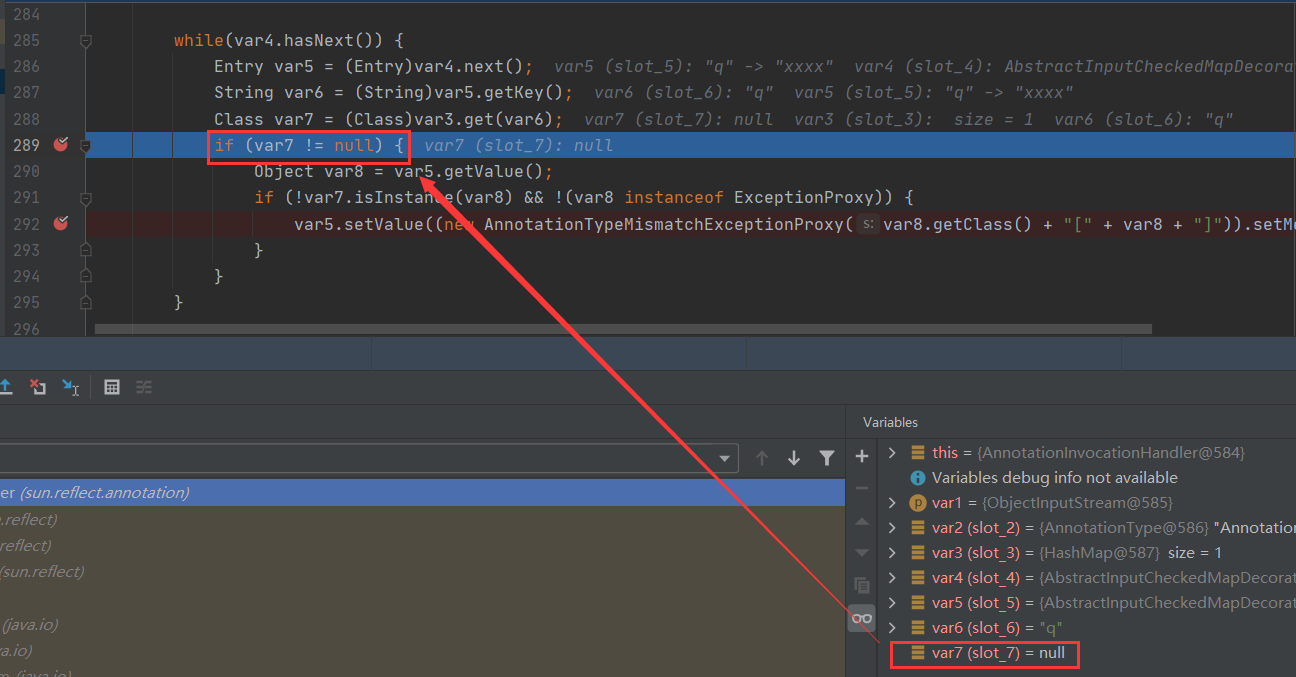 284
285 while(var4.hasNext()) {
286 Entry var5 = (Entry)var4.next(); var5 (slot_5): "q" -> "xxxx" var4 (slot_4): AbstractInputCheckedMapDecora
287 String var6 = (String)var5.getKey(); var6 (slot_6): "q" var5 (slot_5): "q" -> "xxxx"
288 Class var7 = (Class)var3.get(var6); var7 (slot_7): null var3 (slot_3): size = 1 var6 (slot_6): "q"
289 if (var7 != null) { var7 (slot_7): null
290 Object var8 = var5.getValue();
291 if (!var7.isInstance(var8) && !(var8 instanceof ExceptionProxy)) {
292 var5.setValue((new AnnotationTypeMismatchExceptionProxy( s: var8.getClass() + "[" + var8 + "]")).setMe
293 }
294 }
295 }
296
Variables
er (sun.reflect.annotation)
.reflect)
reflect)
(sun.reflect)
(java.io)
a.io)
m (java.io)
this = {AnnotationInvocationHandler@584}
Variables debug info not available
var1 = {ObjectInputStream@585}
var2 (slot_2) = {AnnotationType@586} "Annotation
var3 (slot_3) = {HashMap@587} size = 1
var4 (slot_4) = {AbstractInputCheckedMapDecorat
var5 (slot_5) = {AbstractInputCheckedMapDecorat
var6 (slot_6) = "q"
var7 (slot_7) = null